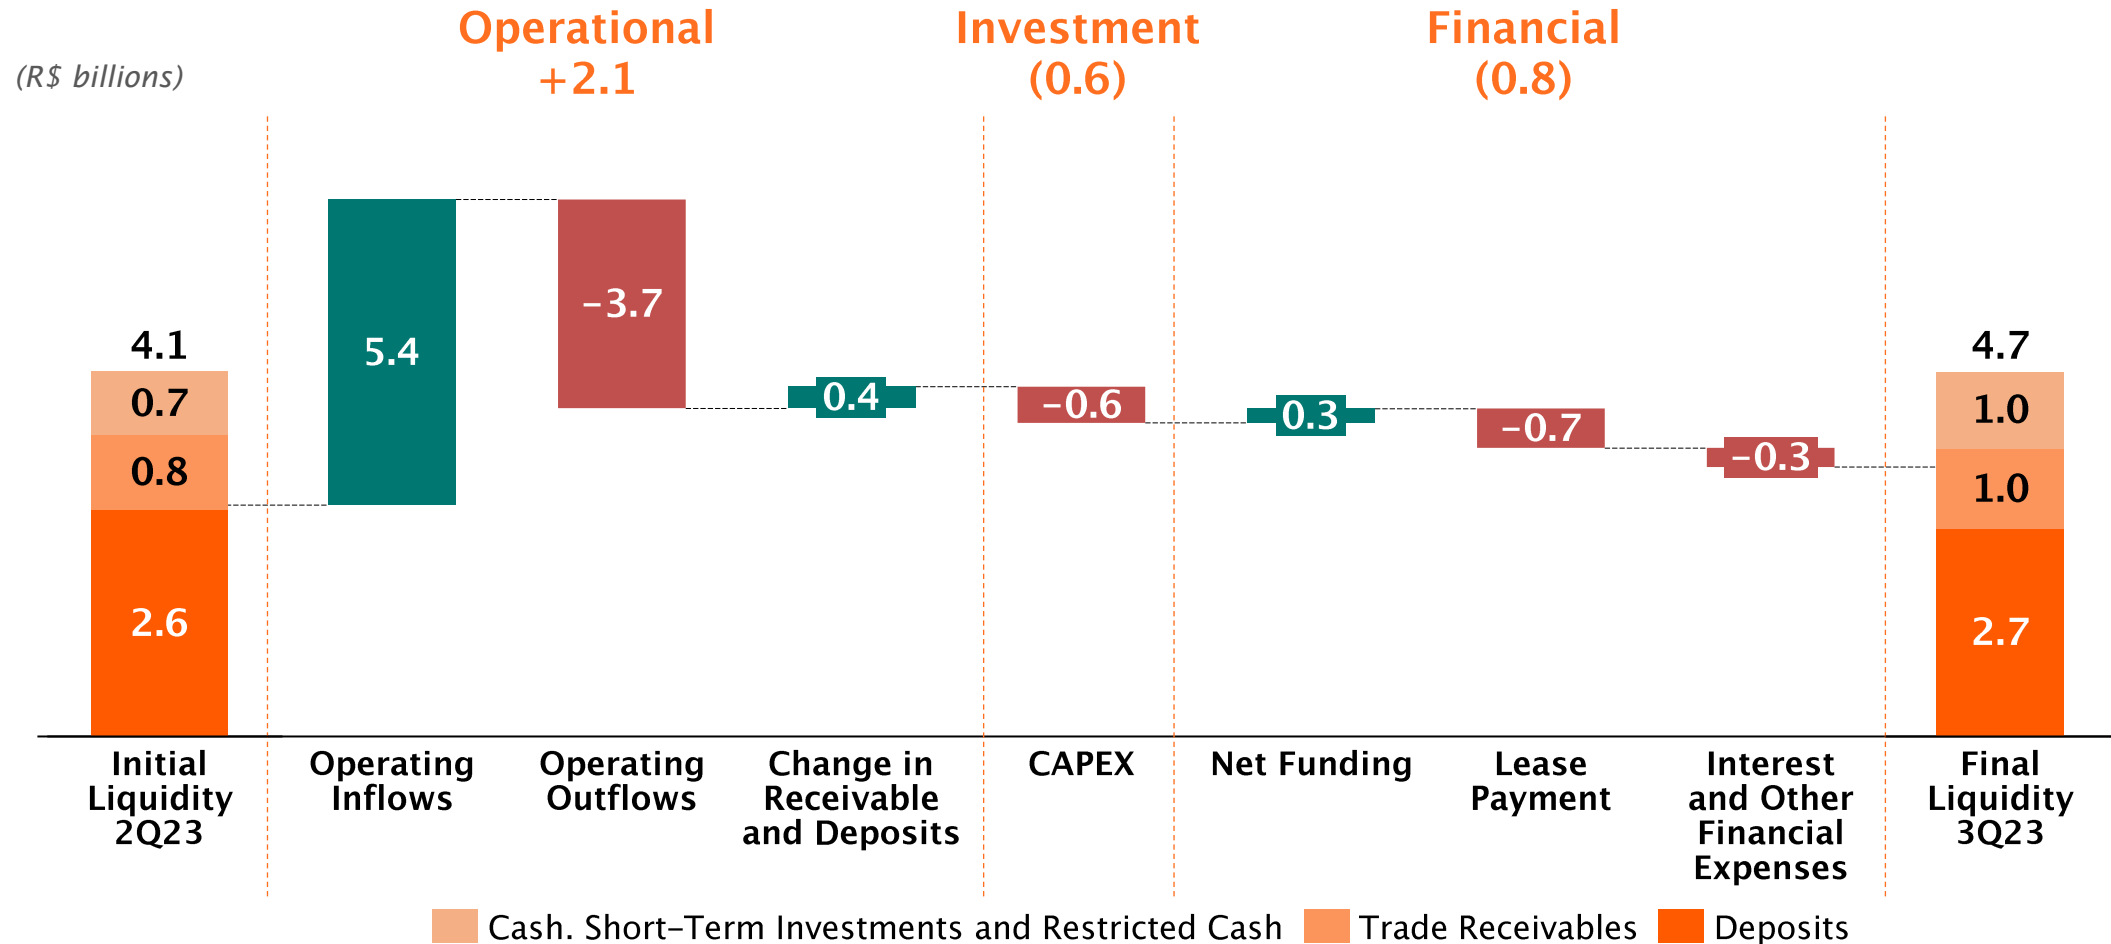 Operational
+2.1
Investment
(0.6)
Financial
(0.8)
(R$ billions)
4.1
0.7
0.8
2.6
5.4
-3.7
0.4
-0.6
0.3
-0.7
-0.3
4.7
1.0
1.0
2.7
Initial
Liquidity
2Q23
Operating
Inflows
Operating
Outflows
Change in
Receivable
and Deposits
CAPEX
Net Funding
Lease
Payment
Interest
and Other
Financial
Expenses
Final
Liquidity
3Q23
Cash. Short-Term Investments and Restricted Cash
Trade Receivables
Deposits